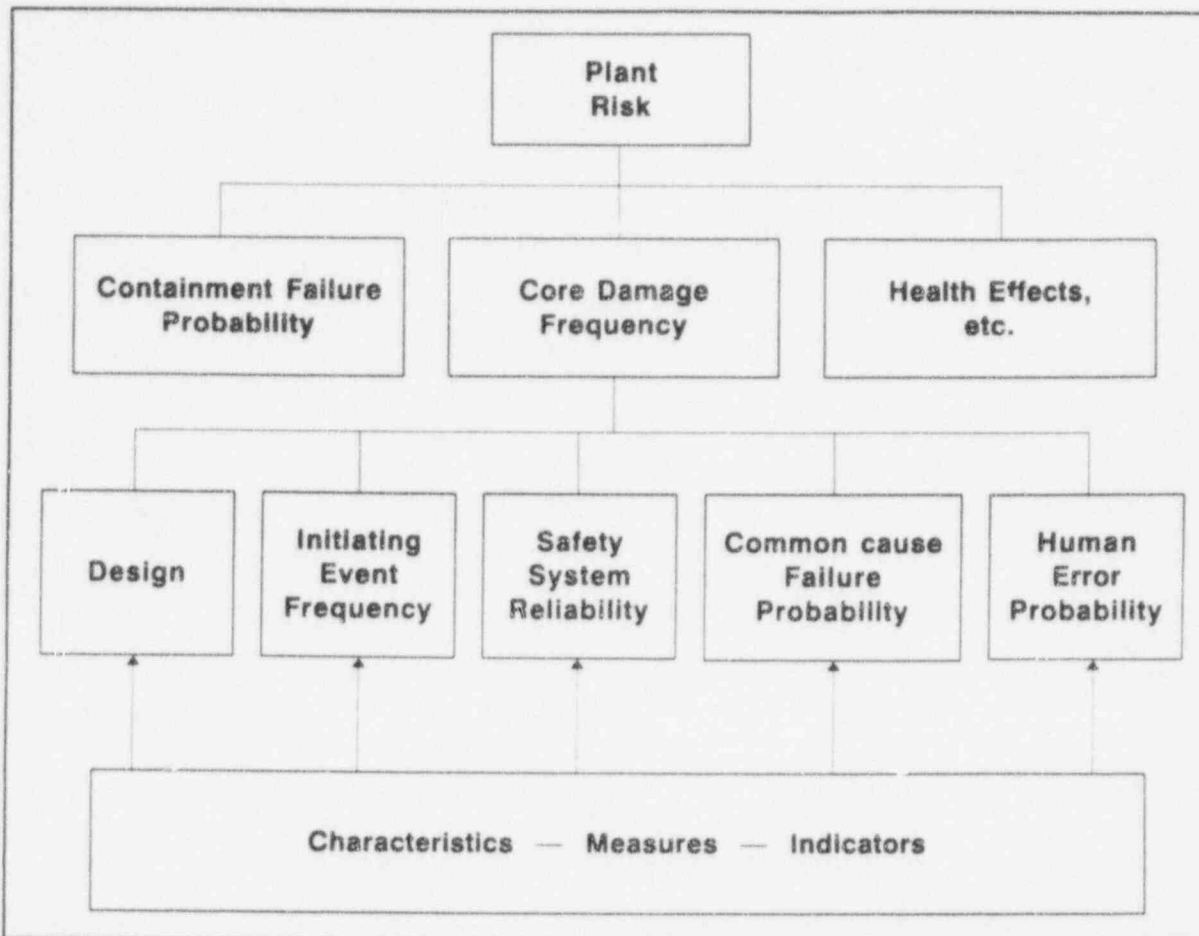 Plant
Risk
Containment Failure
Probability
Core Damage
Frequency
Health Effects,
etc.
Design
Initiating
Event
Frequency
Safety
System
Reliability
Common cause
Failure
Probability
Human
Error
Probability
Characteristics — Measures — Indicators